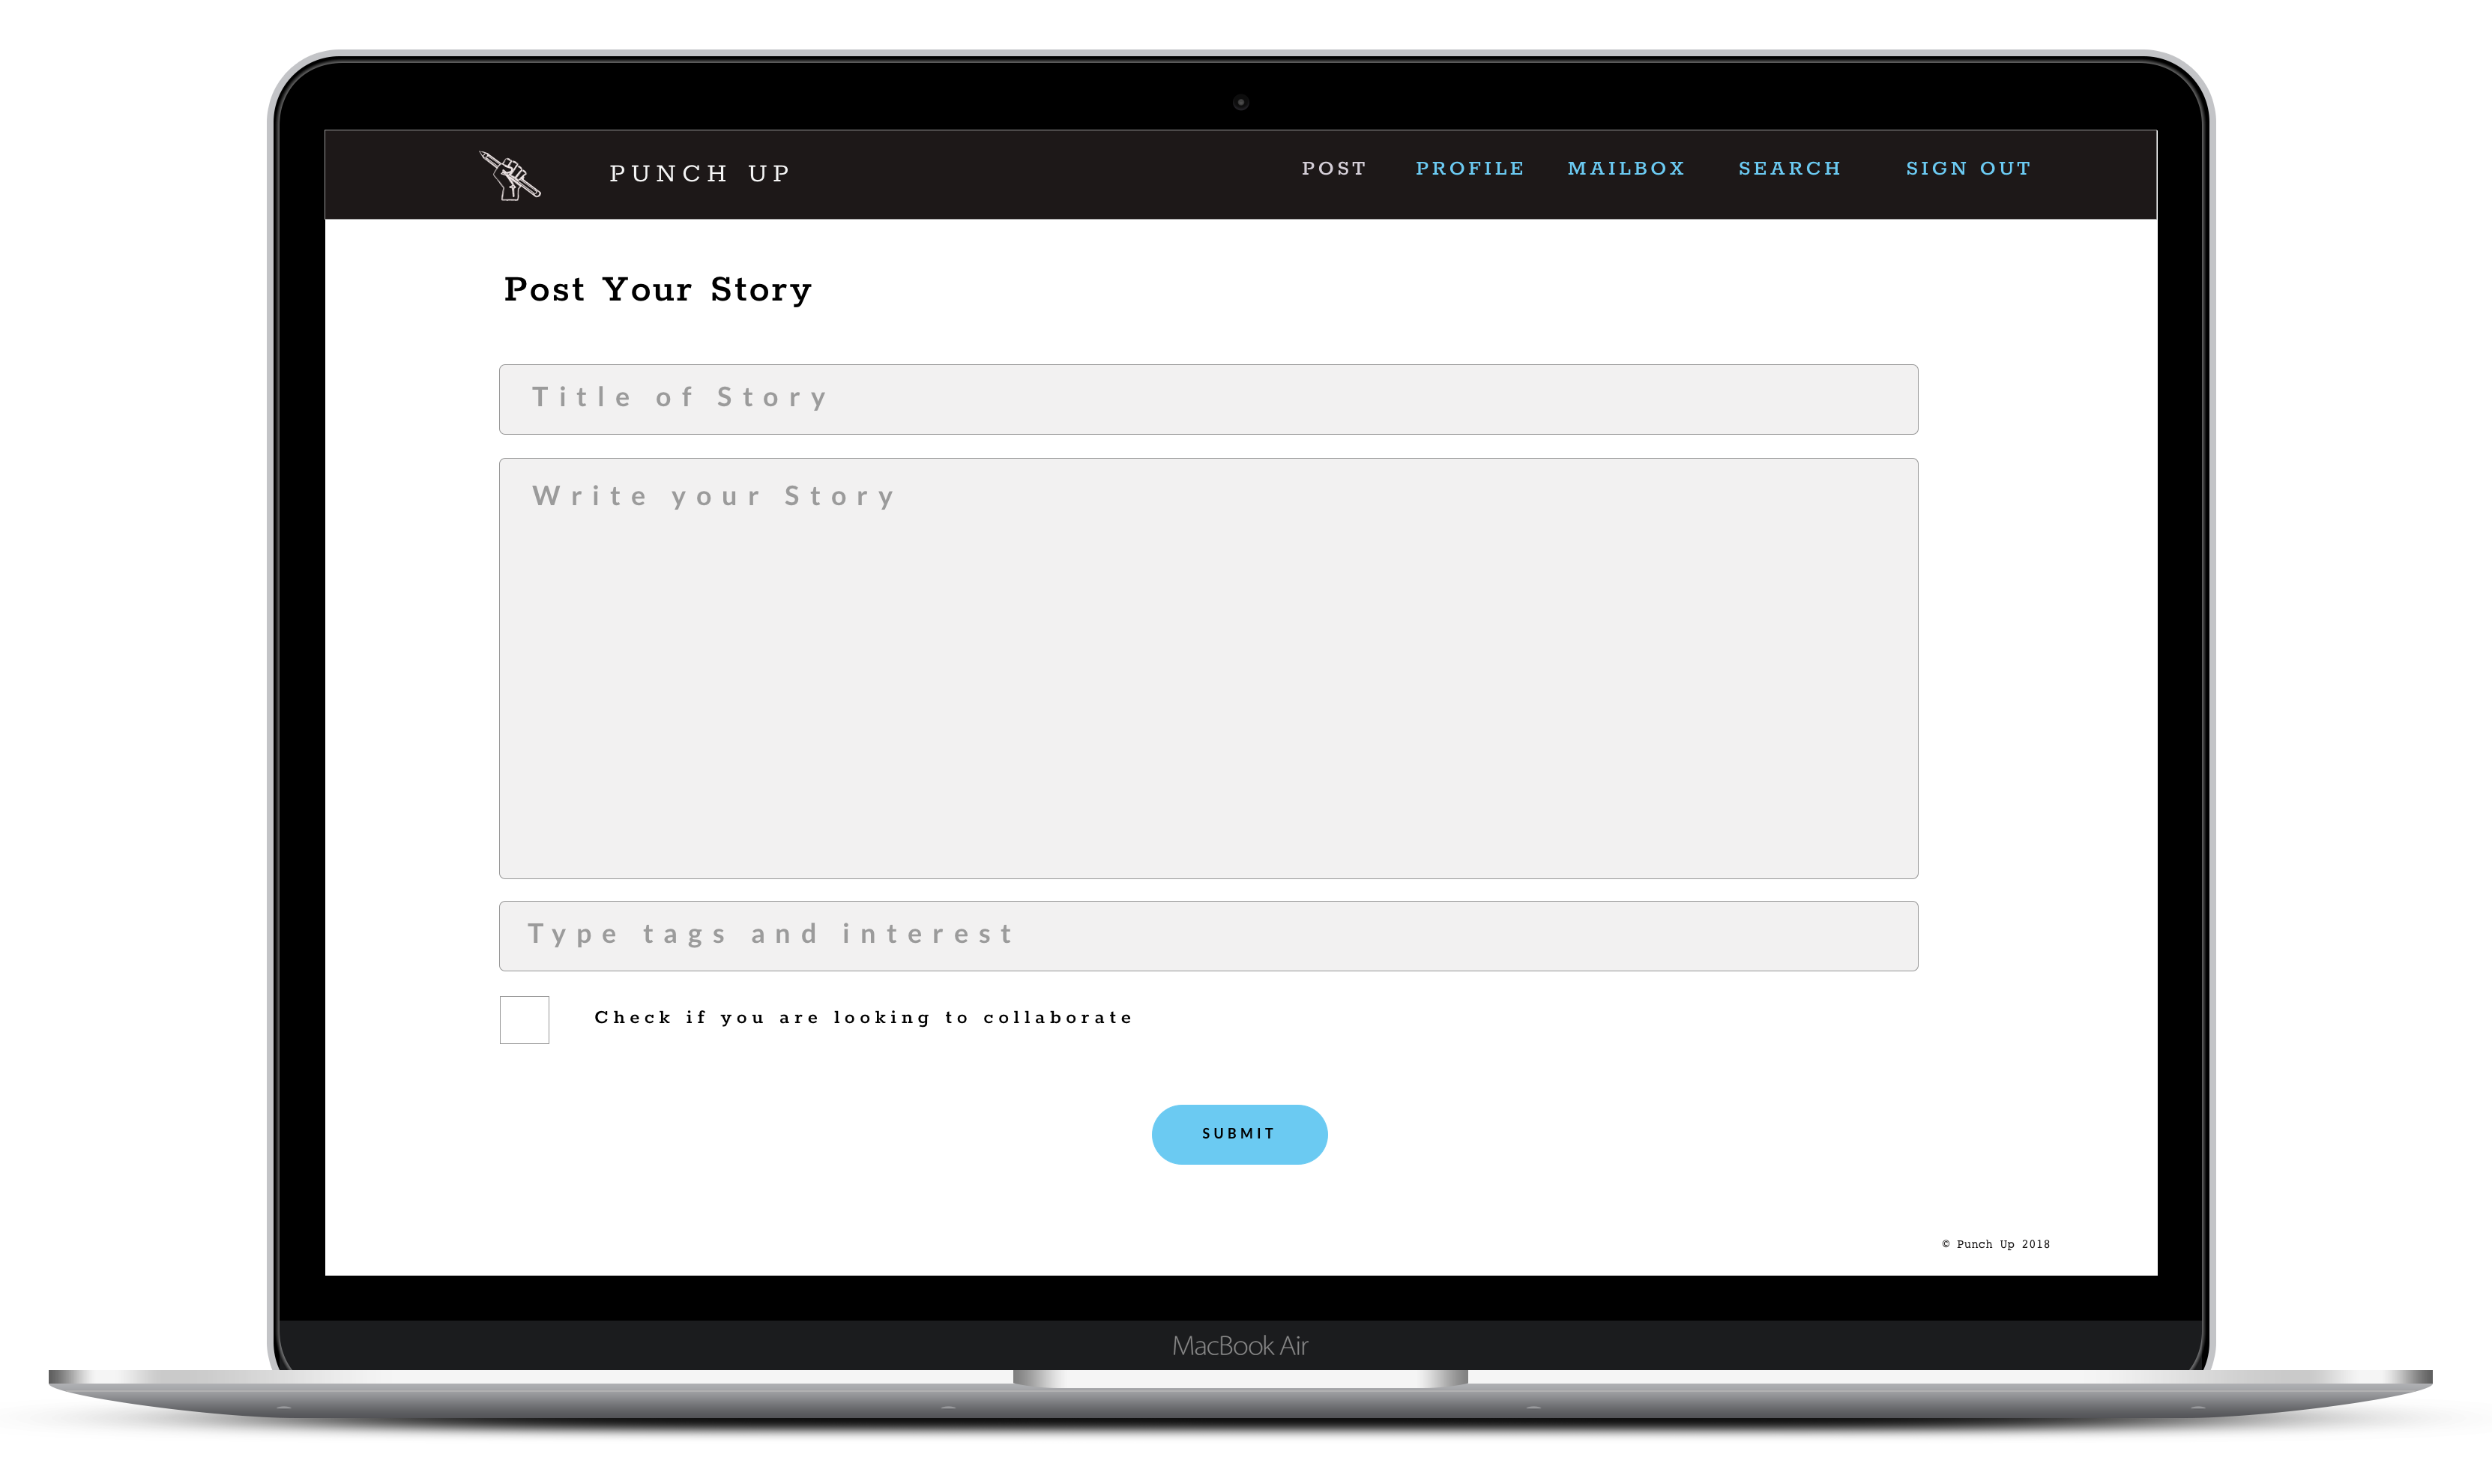 PUNCH UP
POST PROFILE MAILBOX SEARCH SIGN OUT
Post Your Story
Title of Story
Write your Story
Type tags and interest
Check if you are looking to collaborate
SUBMIT
© Punch Up 2018
MacBook Air